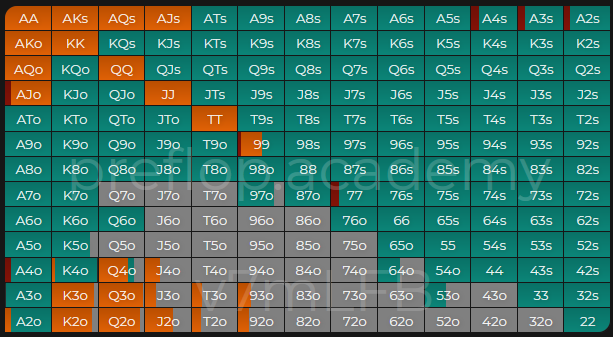 AA AKs AQs AJs ATs A9s A8s A7s A6s A5s A4s A3s A2s
AKo KK KQs KJs KTs K9s K8s K7s K6s K5s K4s K3s K2s
AQo KQo QQ QJs QTs Q9s Q8s Q7s Q6s Q5s Q4s Q3s Q2s
AJo KJo QJo JJ JTs J9s J8s J7s J6s J5s J4s J3s J2s
ATo KTo QTo JTo TT T9s T8s T7s T6s T5s T4s T3s T2s
A9o K9o Q9o J9o T9o 99 98s 97s 96s 95s 94s 93s 92s
A8o K8o Q8o J8o T8o 98o 88 87s 86s 85s 84s 83s 82s
preflop.academy
A7o K7o Q7o J7o T7o 97o 87o 77 76s 75s 74s 73s 72s
A6o K6o Q6o J6o T6o 96o 86o 76o 66 65s 64s 63s 62s
A5o K5o Q5o J5o T5o 95o 85o 75o 65o 55 54s 53s 52s
A4o K4o Q4o J4o T4o 94o 84o 74o 64o 54o 44 43s 42s
A3o K3o Q3o J3o T3o 93o 83o 73o 63o 53o 43o 33 32s
A2o K2o Q2o J2o T2o 92o 82o 72o 62o 52o 42o 32o 22